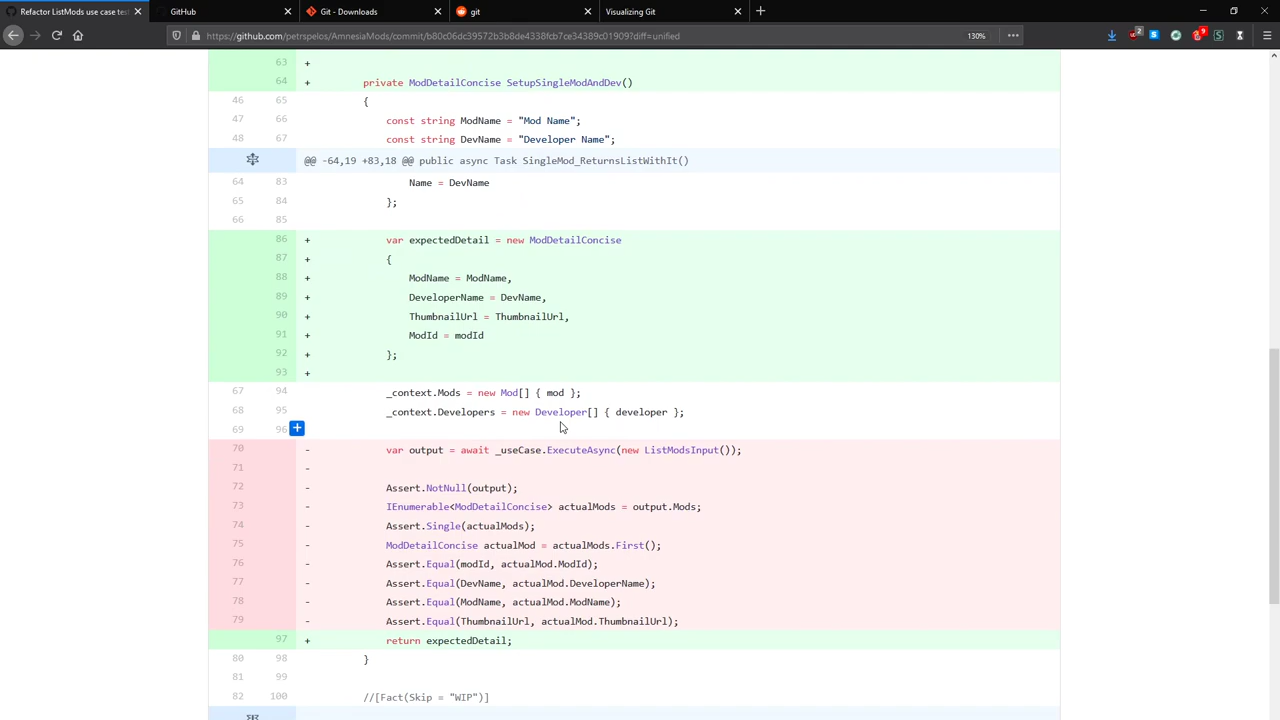 Refactor ListMods use case test
GitHub
Git - Downloads
git
Visualizing Git
https://github.com/petrspelos/AmnesiaMods/commit/b80c06dc39572b3b8de4338fcb7ce34389c01909?diff=unified
130%
2
9
63 +
64 + private ModDetailConcise SetupSingleModAndDev()
46 65 {
47 66 const string ModName = "Mod Name";
48 67 const string DevName = "Developer Name";
@@ -64,19 +83,18 @@ public async Task SingleMod_ReturnsListWithIt()
64 83 Name = DevName
65 84 };
66 85
86 + var expectedDetail = new ModDetailConcise
87 + {
88 + ModName = ModName,
89 + DeveloperName = DevName,
90 + ThumbnailUrl = ThumbnailUrl,
91 + ModId = modId
92 + };
93 +
67 94 _context.Mods = new Mod[] { mod };
68 95 _context.Developers = new Developer[] { developer };
69 96 +
70 - var output = await _useCase.ExecuteAsync(new ListModsInput());
71 -
72 - Assert.NotNull(output);
73 - IEnumerable<ModDetailConcise> actualMods = output.Mods;
74 - Assert.Single(actualMods);
75 - ModDetailConcise actualMod = actualMods.First();
76 - Assert.Equal(modId, actualMod.ModId);
77 - Assert.Equal(DevName, actualMod.DeveloperName);
78 - Assert.Equal(ModName, actualMod.ModName);
79 - Assert.Equal(ThumbnailUrl, actualMod.ThumbnailUrl);
97 + return expectedDetail;
80 98 }
81 99
82 100 //[Fact(Skip = "WIP")]